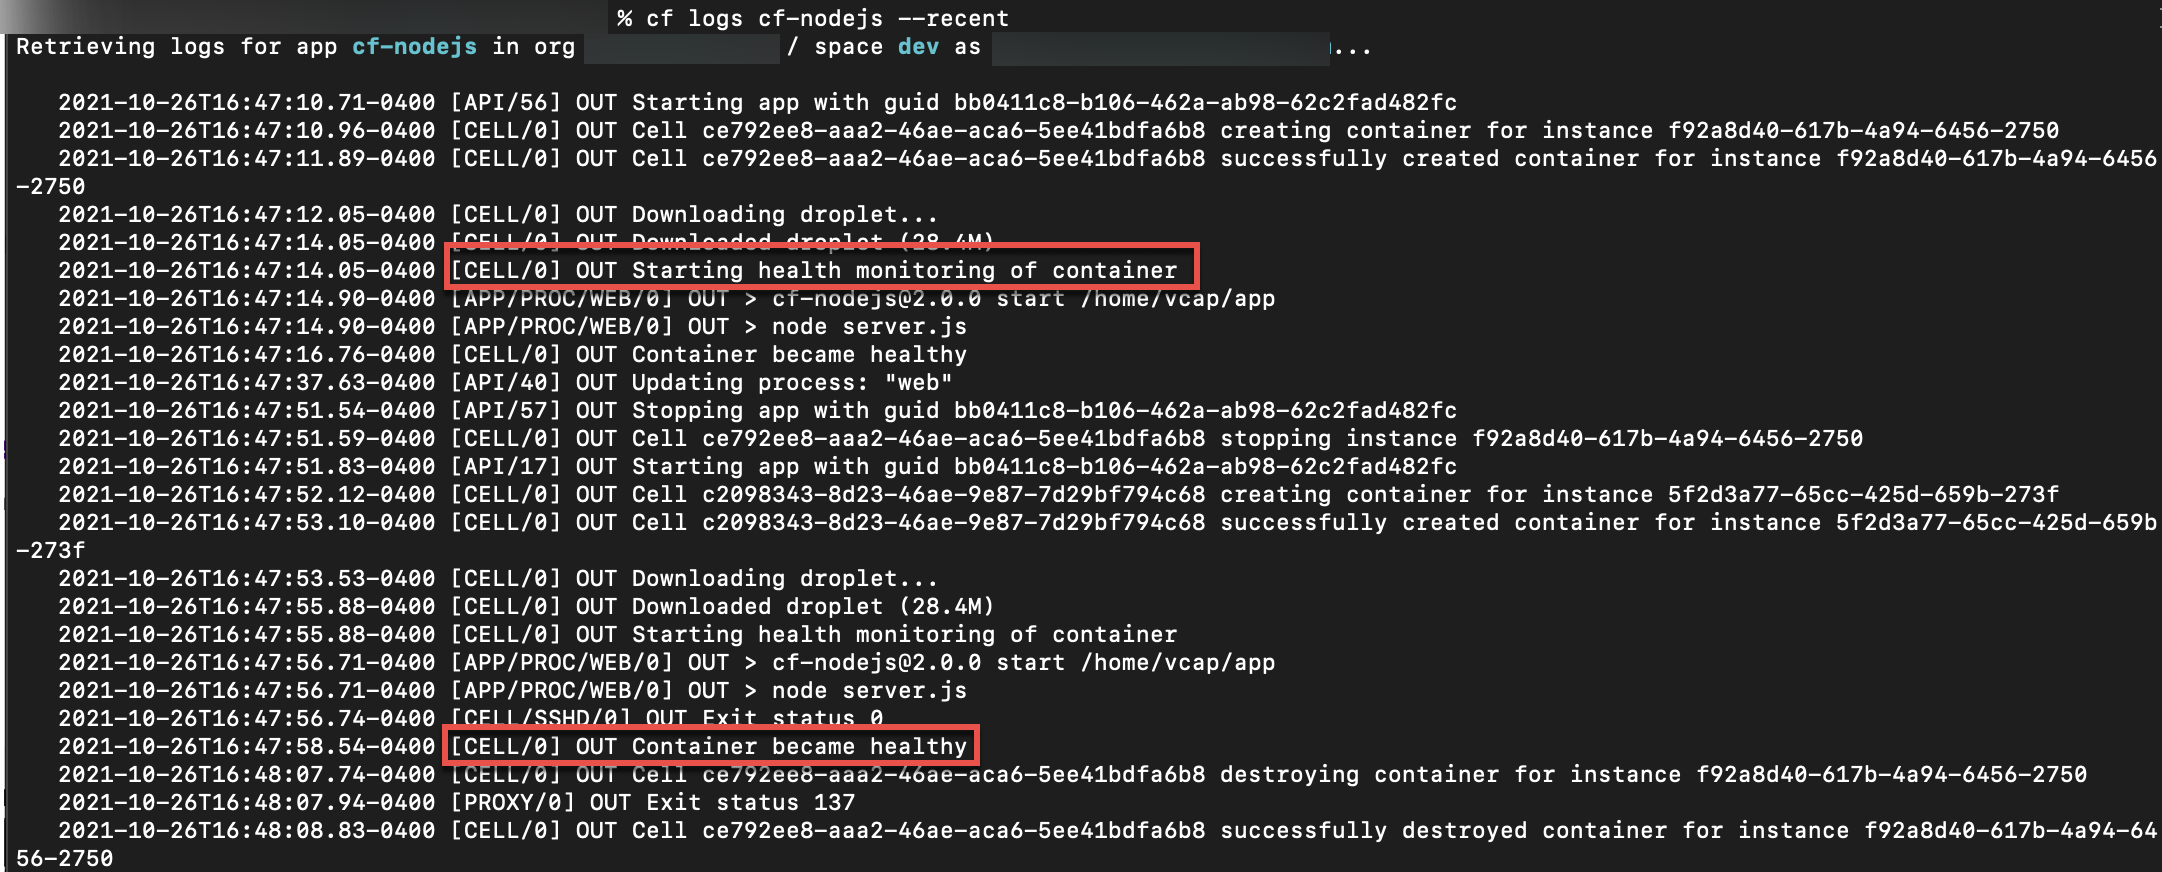 % cf logs cf-nodejs --recent
Retrieving logs for app cf-nodejs in org / space dev as ...
2021-10-26T16:47:10.71-0400 [API/56] OUT Starting app with guid bb0411c8-b106-462a-ab98-62c2fad482fc
2021-10-26T16:47:10.96-0400 [CELL/0] OUT Cell ce792ee8-aaa2-46ae-aca6-5ee41bdfa6b8 creating container for instance f92a8d40-617b-4a94-6456-2750
2021-10-26T16:47:11.89-0400 [CELL/0] OUT Cell ce792ee8-aaa2-46ae-aca6-5ee41bdfa6b8 successfully created container for instance f92a8d40-617b-4a94-6456
-2750
2021-10-26T16:47:12.05-0400 [CELL/0] OUT Downloading droplet...
2021-10-26T16:47:14.05-0400 [CELL/0] OUT Downloaded droplet (28.4M)
2021-10-26T16:47:14.05-0400 [CELL/0] OUT Starting health monitoring of container
2021-10-26T16:47:14.90-0400 [APP/PROC/WEB/0] OUT > cf-nodejs@2.0.0 start /home/vcap/app
2021-10-26T16:47:14.90-0400 [APP/PROC/WEB/0] OUT > node server.js
2021-10-26T16:47:16.76-0400 [CELL/0] OUT Container became healthy
2021-10-26T16:47:37.63-0400 [API/40] OUT Updating process: "web"
2021-10-26T16:47:51.54-0400 [API/57] OUT Stopping app with guid bb0411c8-b106-462a-ab98-62c2fad482fc
2021-10-26T16:47:51.59-0400 [CELL/0] OUT Cell ce792ee8-aaa2-46ae-aca6-5ee41bdfa6b8 stopping instance f92a8d40-617b-4a94-6456-2750
2021-10-26T16:47:51.83-0400 [API/17] OUT Starting app with guid bb0411c8-b106-462a-ab98-62c2fad482fc
2021-10-26T16:47:52.12-0400 [CELL/0] OUT Cell c2098343-8d23-46ae-9e87-7d29bf794c68 creating container for instance 5f2d3a77-65cc-425d-659b-273f
2021-10-26T16:47:53.10-0400 [CELL/0] OUT Cell c2098343-8d23-46ae-9e87-7d29bf794c68 successfully created container for instance 5f2d3a77-65cc-425d-659b
-273f
2021-10-26T16:47:53.53-0400 [CELL/0] OUT Downloading droplet...
2021-10-26T16:47:55.88-0400 [CELL/0] OUT Downloaded droplet (28.4M)
2021-10-26T16:47:55.88-0400 [CELL/0] OUT Starting health monitoring of container
2021-10-26T16:47:56.71-0400 [APP/PROC/WEB/0] OUT > cf-nodejs@2.0.0 start /home/vcap/app
2021-10-26T16:47:56.71-0400 [APP/PROC/WEB/0] OUT > node server.js
2021-10-26T16:47:56.74-0400 [CELL/SSHD/0] OUT Exit status 0
2021-10-26T16:47:58.54-0400 [CELL/0] OUT Container became healthy
2021-10-26T16:48:07.74-0400 [CELL/0] OUT Cell ce792ee8-aaa2-46ae-aca6-5ee41bdfa6b8 destroying container for instance f92a8d40-617b-4a94-6456-2750
2021-10-26T16:48:07.94-0400 [PROXY/0] OUT Exit status 137
2021-10-26T16:48:08.83-0400 [CELL/0] OUT Cell ce792ee8-aaa2-46ae-aca6-5ee41bdfa6b8 successfully destroyed container for instance f92a8d40-617b-4a94-64
56-2750